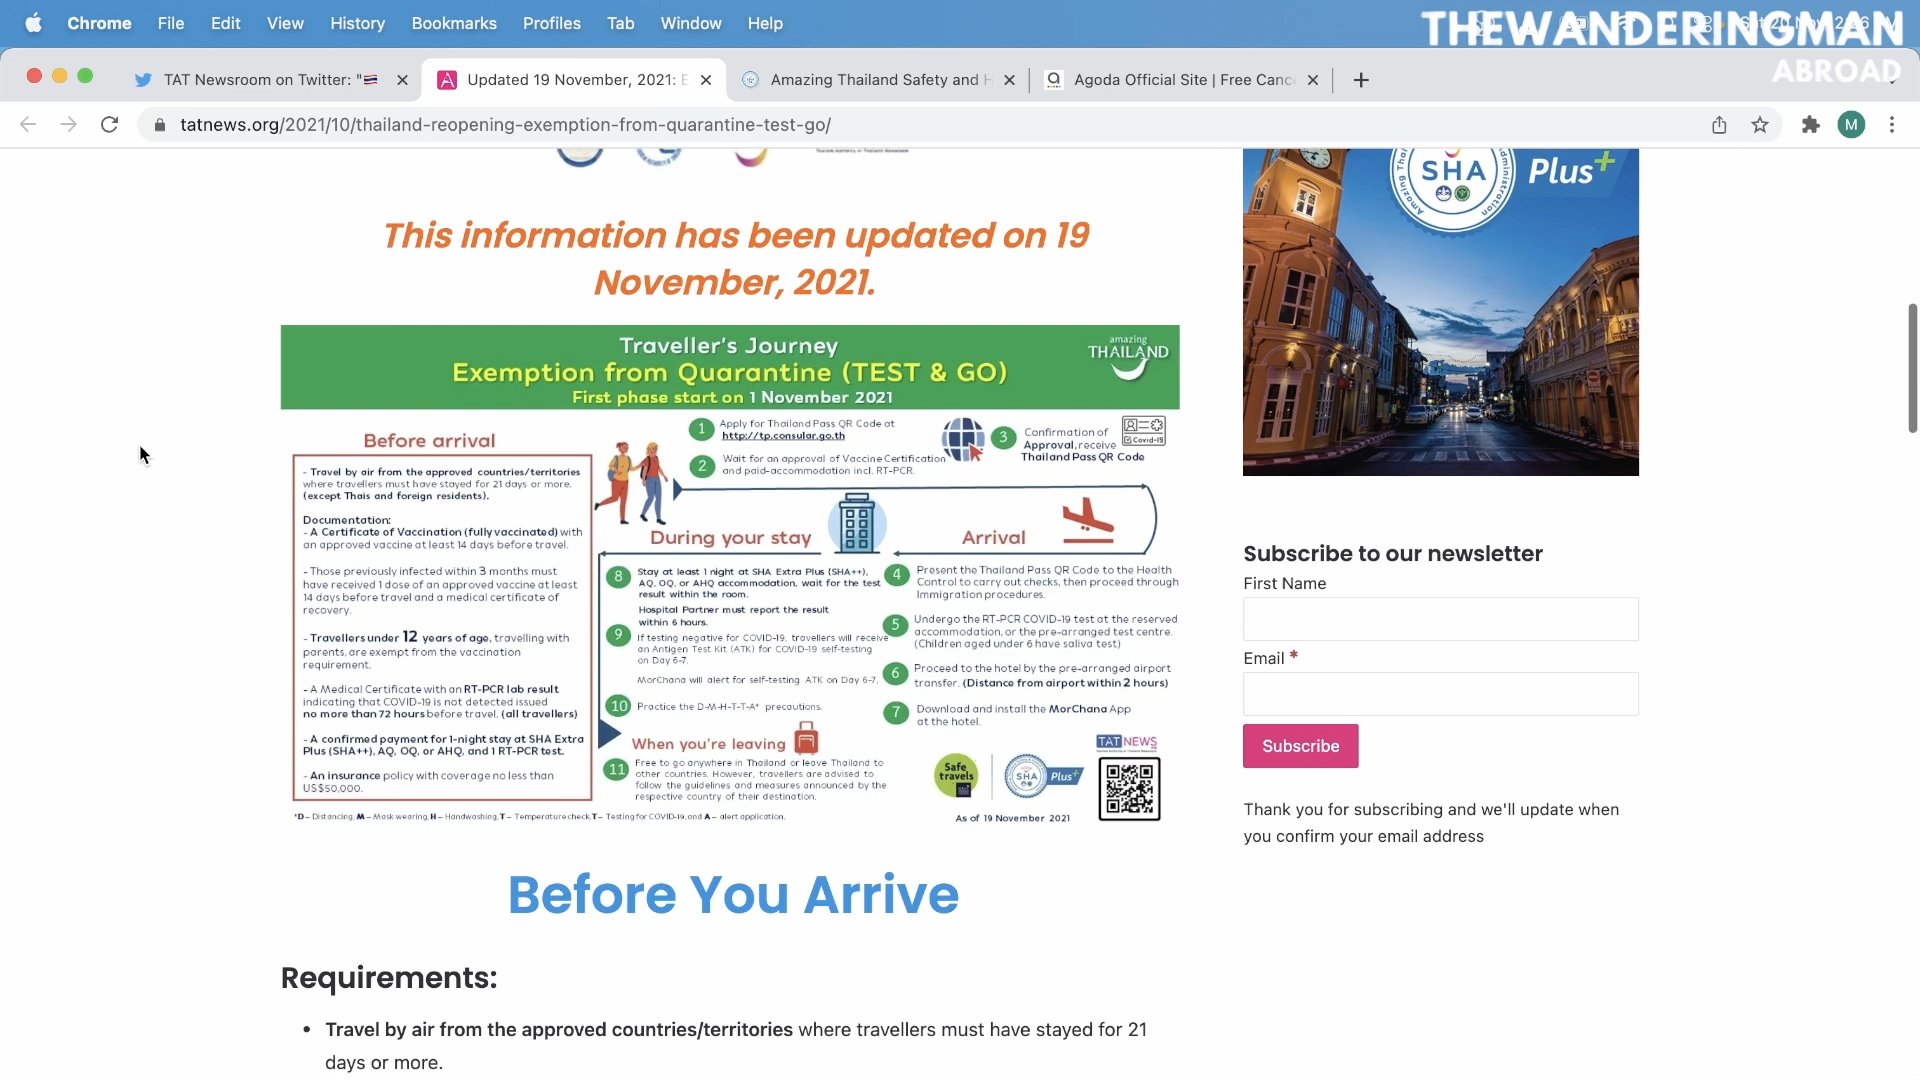 Chrome File Edit View History Bookmarks Profiles Tab Window Help
THEWANDERINGMAN
ABROAD
TAT Newsroom on Twitter: "
Updated 19 November, 2021: E
Amazing Thailand Safety and H
Agoda Official Site | Free Canc
tatnews.org/2021/10/thailand-reopening-exemption-from-quarantine-test-go/
M
This information has been updated on 19
November, 2021.
Traveller's Journey
Exemption from Quarantine (TEST & GO)
First phase start on 1 November 2021
amazing
THAILAND
Before arrival
- Travel by air from the approved countries/territories
where travellers must have stayed for 21 days or more.
(except Thais and foreign residents).
Documentation:
- A Certificate of Vaccination (fully vaccinated) with
an approved vaccine at least 14 days before travel.
- Those previously infected within 3 months must
have received 1 dose of an approved vaccine at least
14 days before travel and a medical certificate of
recovery.
- Travellers under 12 years of age, travelling with
parents, are exempt from the vaccination
requirement.
- A Medical Certificate with an RT-PCR lab result
indicating that COVID-19 is not detected issued
no more than 72 hours before travel. (all travellers)
- A confirmed payment for 1-night stay at SHA Extra
Plus (SHA++), AQ, OQ, or AHQ, and 1 RT-PCR test.
- An insurance policy with coverage no less than
US$50,000.
1 Apply for Thailand Pass QR Code at
http://tp.consular.go.th
2 Wait for an approval of Vaccine Certification
and paid-accommodation incl. RT-PCR.
3 Confirmation of
Approval, receive
Thailand Pass QR Code
Covid-19
Arrival
4 Present the Thailand Pass QR Code to the Health
Control to carry out checks, then proceed through
Immigration procedures.
5 Undergo the RT-PCR COVID-19 test at the reserved
accommodation, or the pre-arranged test centre.
(Children aged under 6 have saliva test)
6 Proceed to the hotel by the pre-arranged airport
transfer. (Distance from airport within 2 hours)
7 Download and install the MorChana App
at the hotel.
During your stay
8 Stay at least 1 night at SHA Extra Plus (SHA++),
AQ, OQ, or AHQ accommodation, wait for the test
result within the room.
Hospital Partner must report the result
within 6 hours.
9 If testing negative for COVID-19, travellers will receive
an Antigen Test Kit (ATK) for COVID-19 self-testing
on Day 6-7.
MorChana will alert for self-testing ATK on Day 6-7.
10 Practice the D-M-H-T-T-A* precautions.
When you're leaving
11 Free to go anywhere in Thailand or leave Thailand to
other countries. However, travellers are advised to
follow the guidelines and measures announced by the
respective country of their destination.
Safe
travels
SHA Plus+
TAT NEWS
*D– Distancing, M – Mask wearing, H – Handwashing, T – Temperature check, T– Testing for COVID-19, and A – alert application.
As of 19 November 2021
Before You Arrive
Requirements:
• Travel by air from the approved countries/territories where travellers must have stayed for 21
days or more.
SHA
Plus+
Subscribe to our newsletter
First Name
Email *
Subscribe
Thank you for subscribing and we'll update when
you confirm your email address